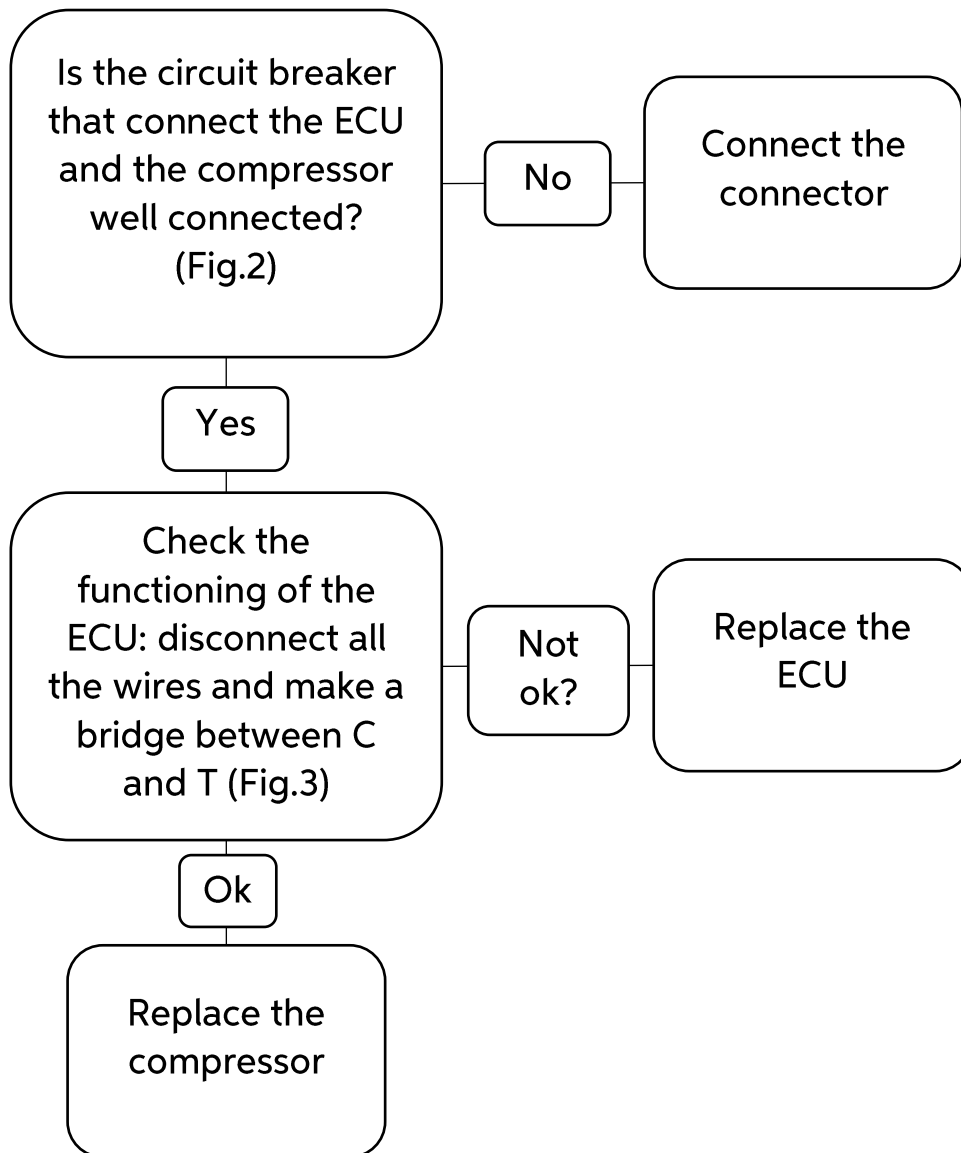 Is the circuit breaker
that connect the ECU
and the compressor
well connected?
(Fig.2)
No
Connect the
connector
Yes
Check the
functioning of the
ECU: disconnect all
the wires and make a
bridge between C
and T (Fig.3)
Not
ok?
Replace the
ECU
Ok
Replace the
compressor